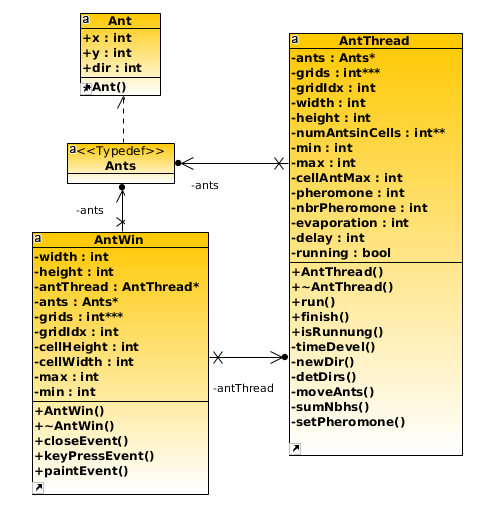 a Ant
+x : int
+y : int
+dir : int
+Ant()
a <<Typedef>>
Ants
-ants
-ants
a
AntWin
-width : int
-height : int
-antThread : AntThread*
-ants : Ants*
-grids : int***
-gridIdx : int
-cellHeight : int
-cellWidth : int
-max : int
-min : int
+AntWin()
+~AntWin()
+closeEvent()
+keyPressEvent()
+paintEvent()
-antThread
a
AntThread
-ants : Ants*
-grids : int***
-gridIdx : int
-width : int
-height : int
-numAntsinCells : int**
-min : int
-max : int
-cellAntMax : int
-pheromone : int
-nbrPheromone : int
-evaporation : int
-delay : int
-running : bool
+AntThread()
+~AntThread()
+run()
+finish()
+isRunnung()
-timeDevel()
-newDir()
-detDirs()
-moveAnts()
-sumNbhs()
-setPheromone()